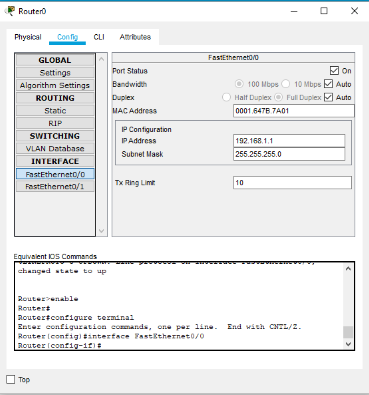 Router0
Physical Config CLI Attributes
GLOBAL
Settings
Algorithm Settings
ROUTING
Static
RIP
SWITCHING
VLAN Database
INTERFACE
FastEthernet0/0
FastEthernet0/1
FastEthernet0/0
Port Status On
Bandwidth 100 Mbps 10 Mbps Auto
Duplex Half Duplex Full Duplex Auto
MAC Address 0001.647B.7A01
IP Configuration
IP Address 192.168.1.1
Subnet Mask 255.255.255.0
Tx Ring Limit 10
Equivalent IOS Commands
changed state to up
Router>enable
Router#
Router#configure terminal
Enter configuration commands, one per line. End with CNTL/Z.
Router(config)#interface FastEthernet0/0
Router(config-if)#
Top